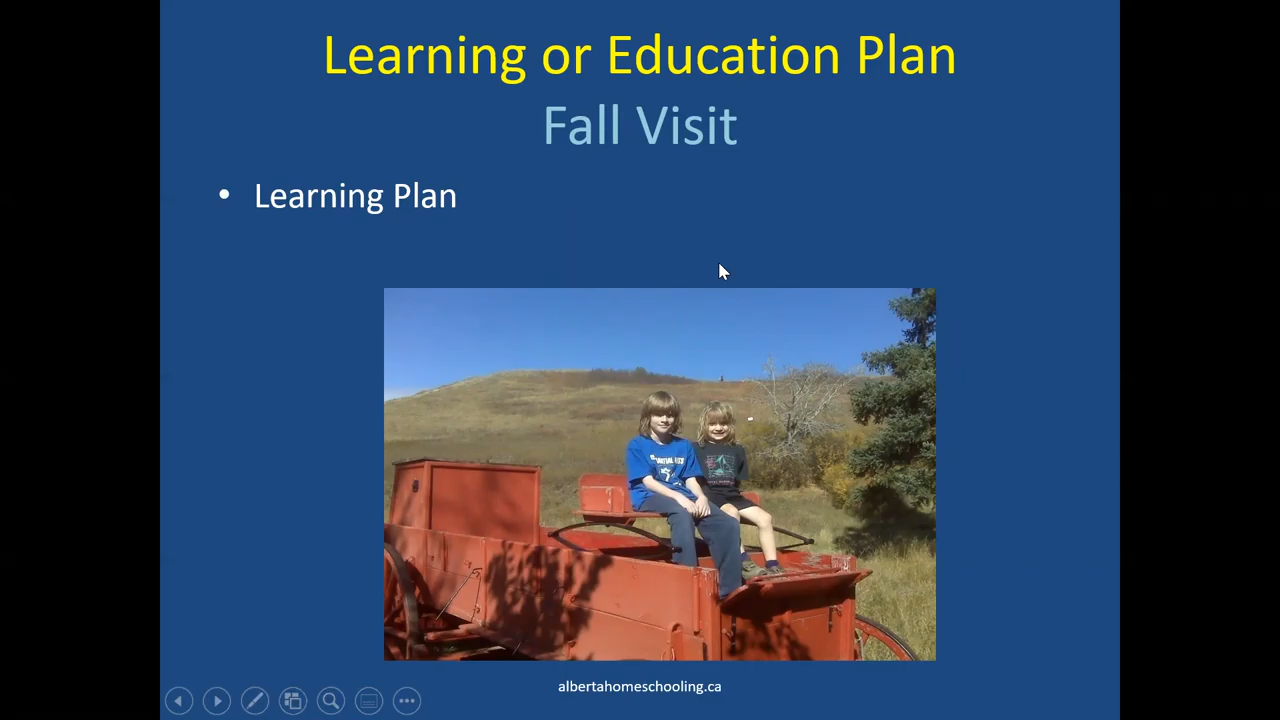 Learning or Education Plan
Fall Visit
• Learning Plan
albertahomeschooling.ca